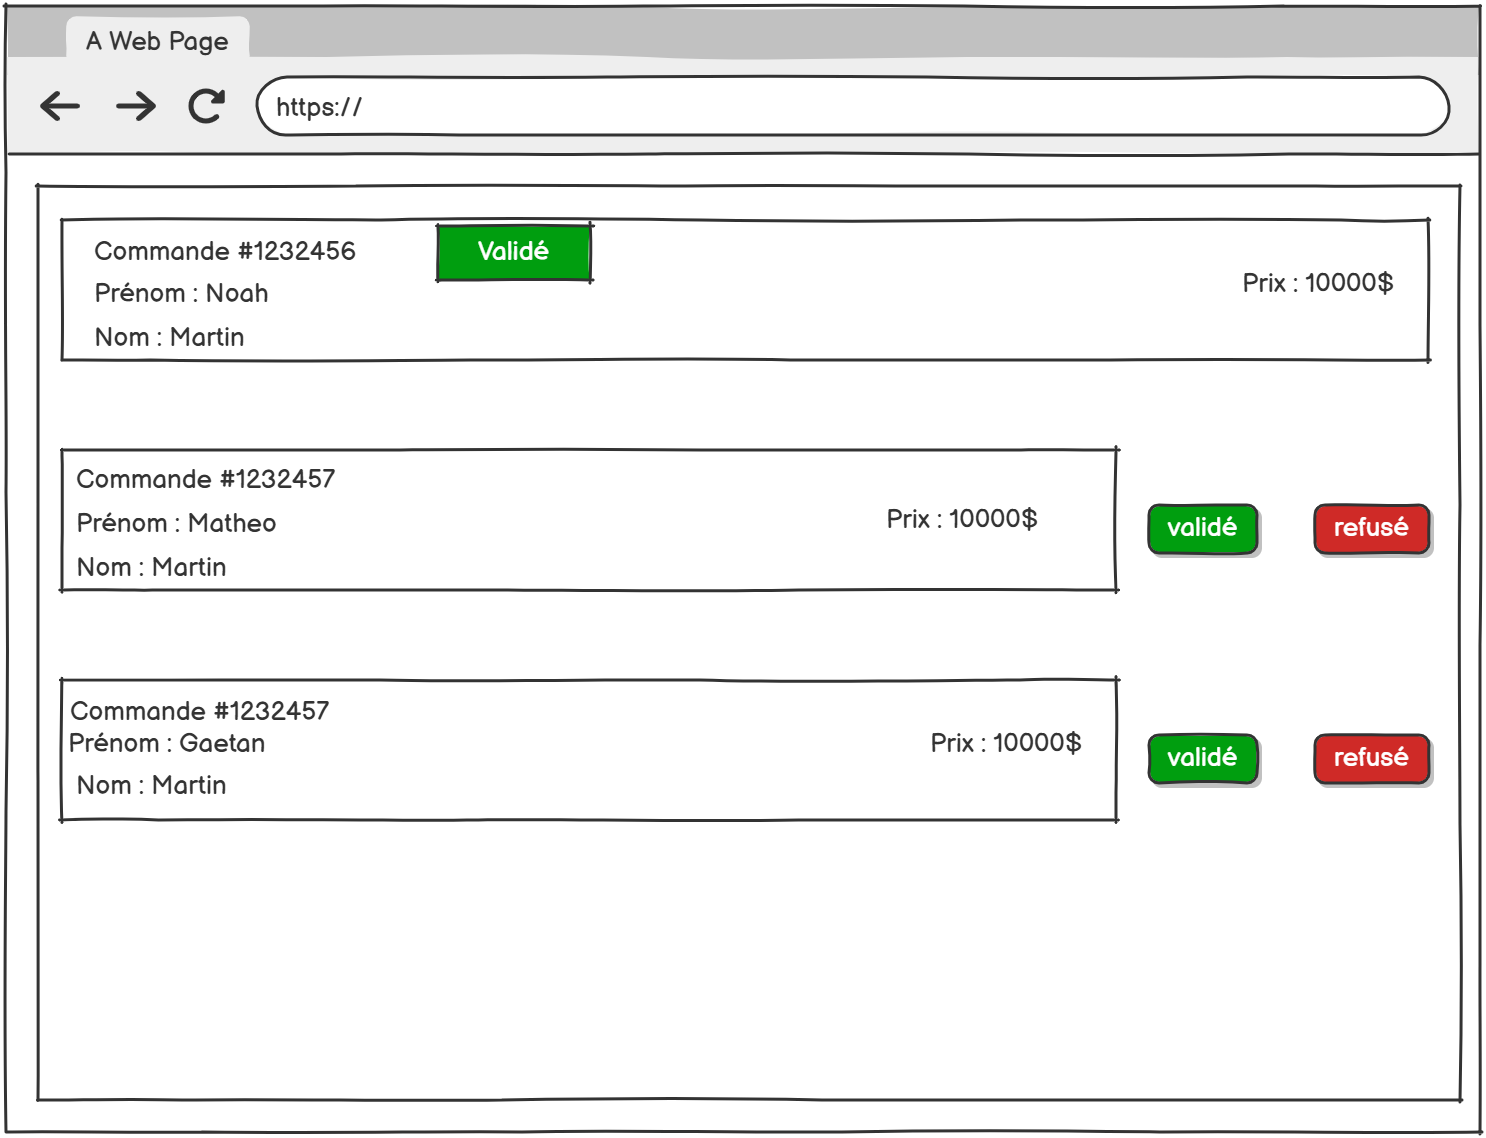 A Web Page
https://
Commande #1232456
Validé
Prénom : Noah
Prix : 10000$
Nom : Martin
Commande #1232457
Prénom : Matheo
Prix : 10000$
validé
refusé
Nom : Martin
Commande #1232457
Prénom : Gaetan
Prix : 10000$
validé
refusé
Nom : Martin